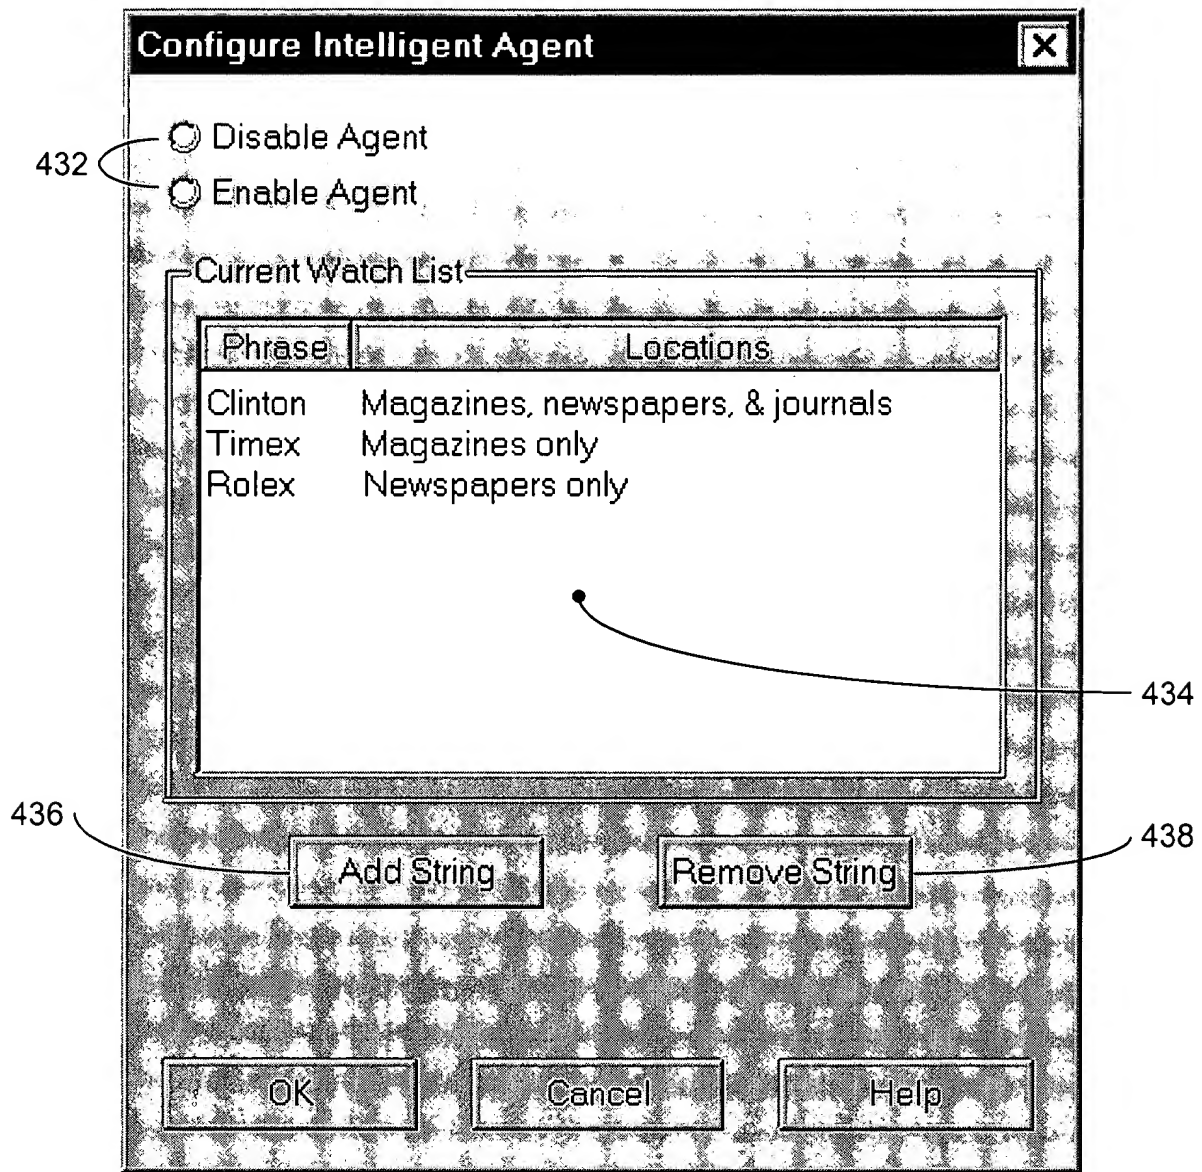 Configure Intelligent Agent
432
Disable Agent
Enable Agent
Current Watch List
Phrase Locations
Clinton Magazines, newspapers, & journals
Timex Magazines only
Rolex Newspapers only
434
436
438
Add String Remove String
OK Cancel Help